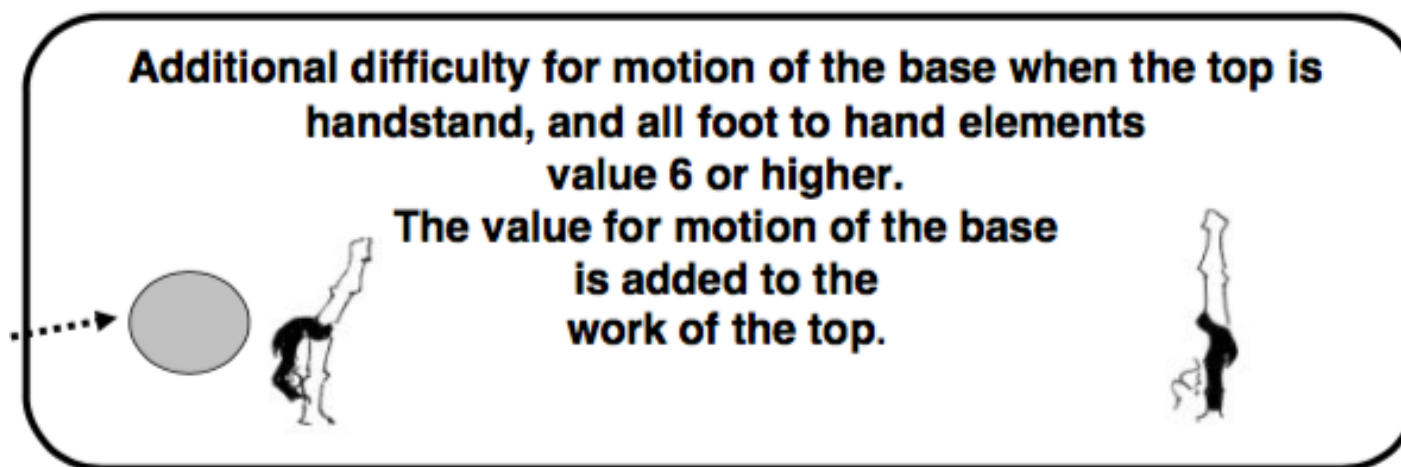 Additional difficulty for motion of the base when the top is
handstand, and all foot to hand elements
value 6 or higher.
The value for motion of the base
is added to the
work of the top.